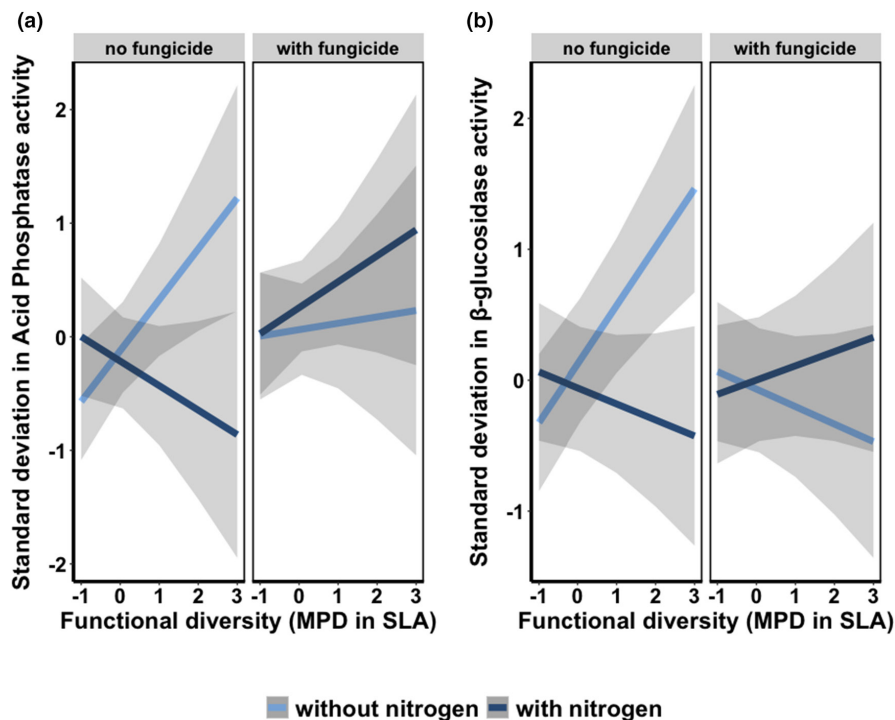 (a)
no fungicide
with fungicide
Standard deviation in Acid Phosphatase activity
2
1
0
-1
-2
-1 0 1 2 3
-1 0 1 2 3
Functional diversity (MPD in SLA)
(b)
no fungicide
with fungicide
Standard deviation in β-glucosidase activity
2
1
0
-1
-1 0 1 2 3
-1 0 1 2 3
Functional diversity (MPD in SLA)
without nitrogen with nitrogen